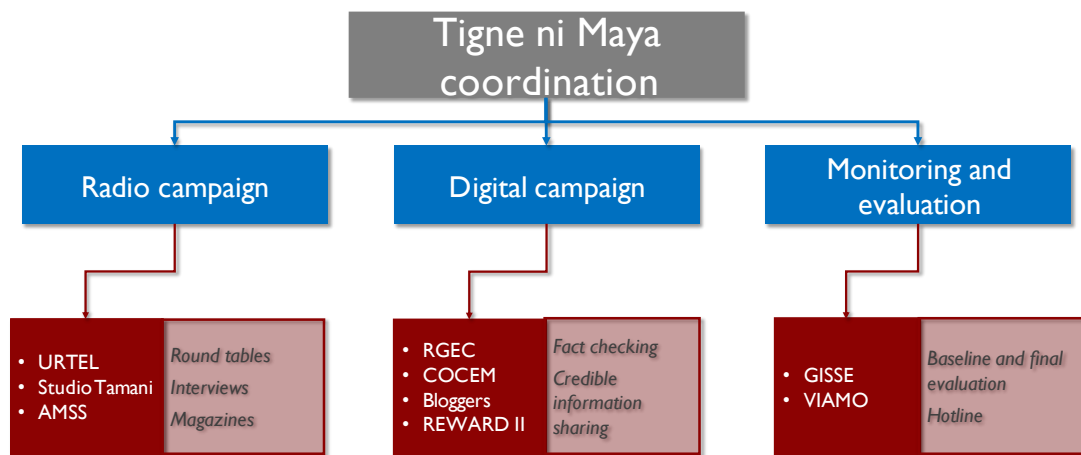 Tigne ni Maya
coordination
Radio campaign
Digital campaign
Monitoring and
evaluation
• URTEL
• Studio Tamani
• AMSS
Round tables
Interviews
Magazines
• RGEC
• COCEM
• Bloggers
• REWARD II
Fact checking
Credible
information
sharing
• GISSE
• VIAMO
Baseline and final
evaluation
Hotline